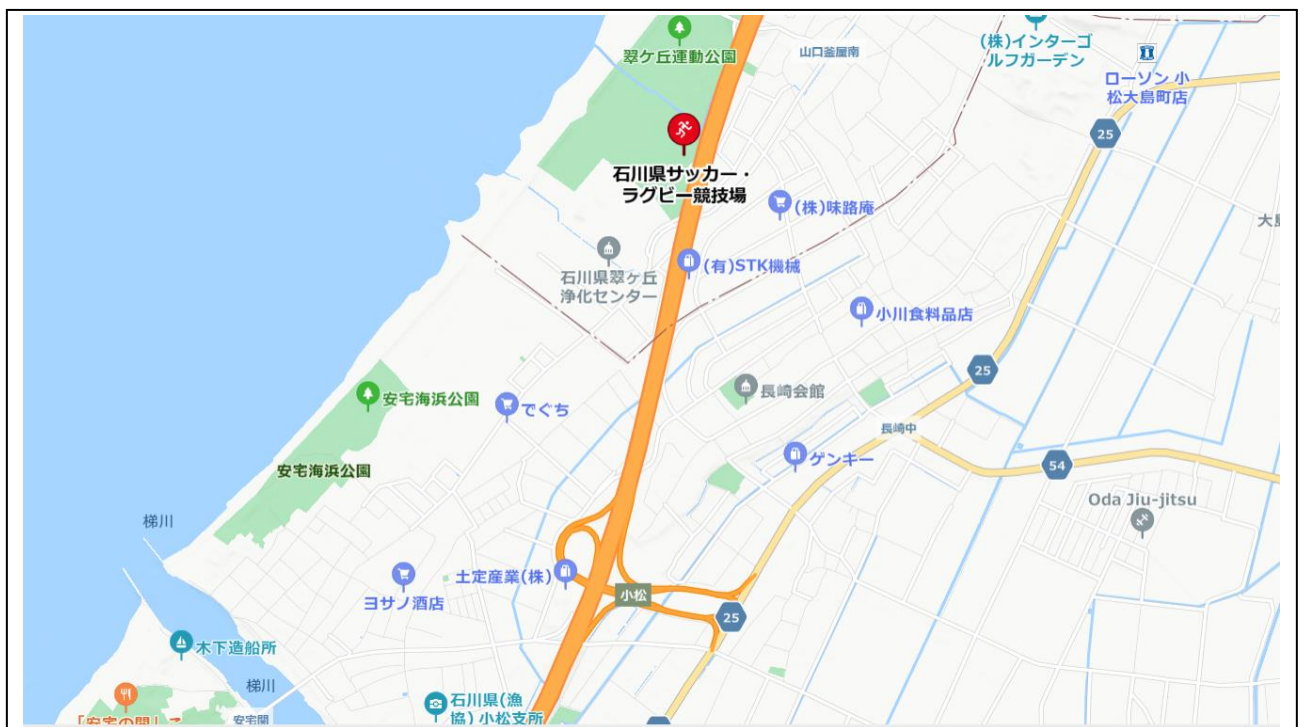 翠ケ丘運動公園
山口釜屋南
(株)インターゴ
ルフガーデン
ローソン 小
松大島町店
25
石川県サッカー・
ラグビー競技場
(株)味路庵
石川県翠ケ丘
浄化センター
(有)STK機械
小川食料品店
25
安宅海浜公園
でぐち
長崎会館
長崎中
安宅海浜公園
ゲンキー
54
Oda Jiu-jitsu
梯川
土定産業(株)
小松
ヨサノ酒店
25
木下造船所
梯川
石川県(漁
協) 小松支所
安宅関